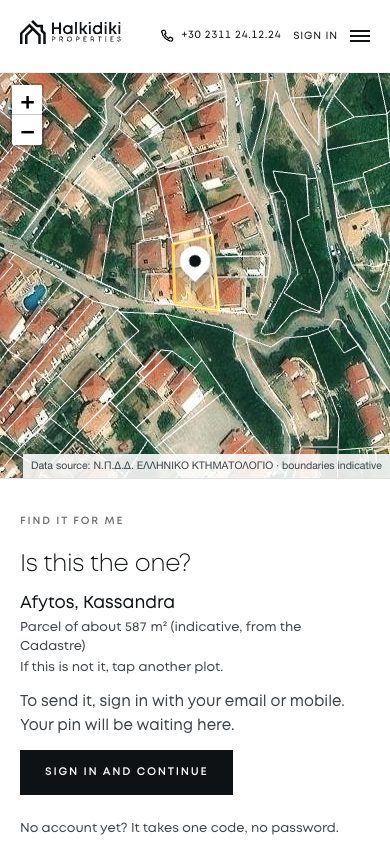 Halkidiki
PROPERTIES
+30 2311 24.12.24
SIGN IN
+
−
Data source: Ν.Π.Δ.Δ. ΕΛΛΗΝΙΚΟ ΚΤΗΜΑΤΟΛΟΓΙΟ · boundaries indicative
FIND IT FOR ME
Is this the one?
Afytos, Kassandra
Parcel of about 587 m² (indicative, from the
Cadastre)
If this is not it, tap another plot.
To send it, sign in with your email or mobile.
Your pin will be waiting here.
SIGN IN AND CONTINUE
No account yet? It takes one code, no password.